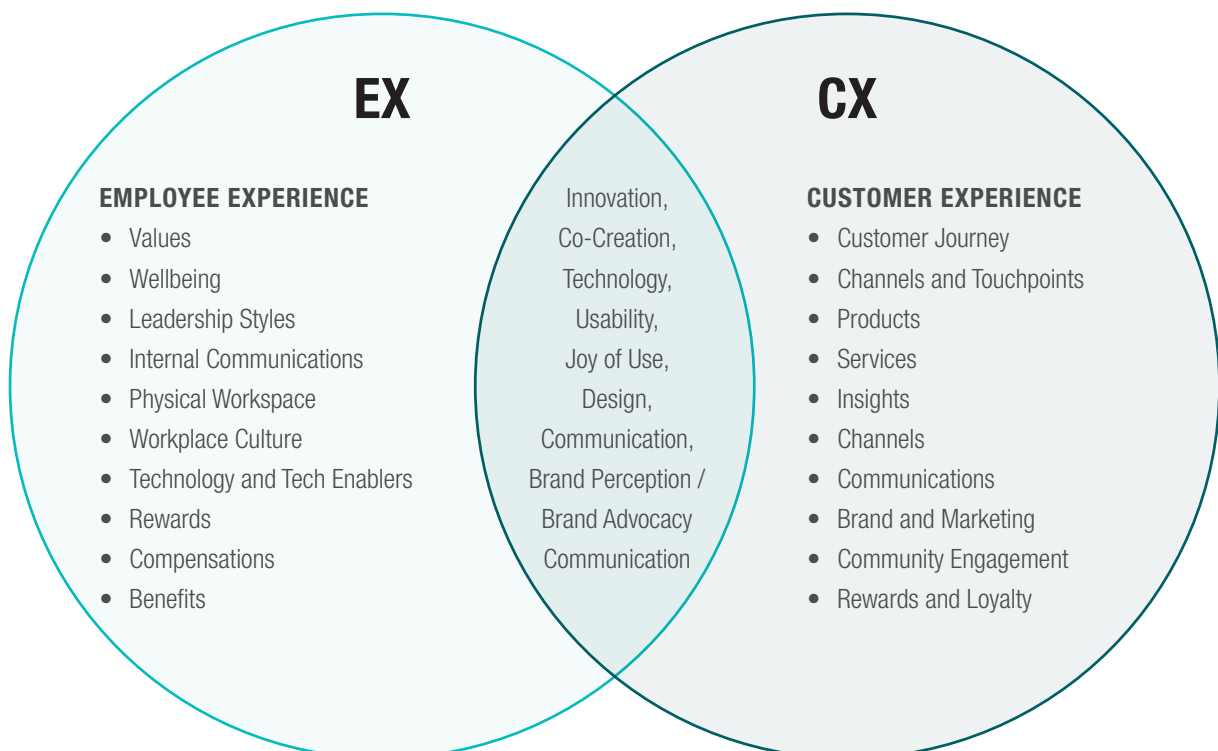 EX
EMPLOYEE EXPERIENCE
• Values
• Wellbeing
• Leadership Styles
• Internal Communications
• Physical Workspace
• Workplace Culture
• Technology and Tech Enablers
• Rewards
• Compensations
• Benefits
Innovation,
Co-Creation,
Technology,
Usability,
Joy of Use,
Design,
Communication,
Brand Perception /
Brand Advocacy
Communication
CX
CUSTOMER EXPERIENCE
• Customer Journey
• Channels and Touchpoints
• Products
• Services
• Insights
• Channels
• Communications
• Brand and Marketing
• Community Engagement
• Rewards and Loyalty